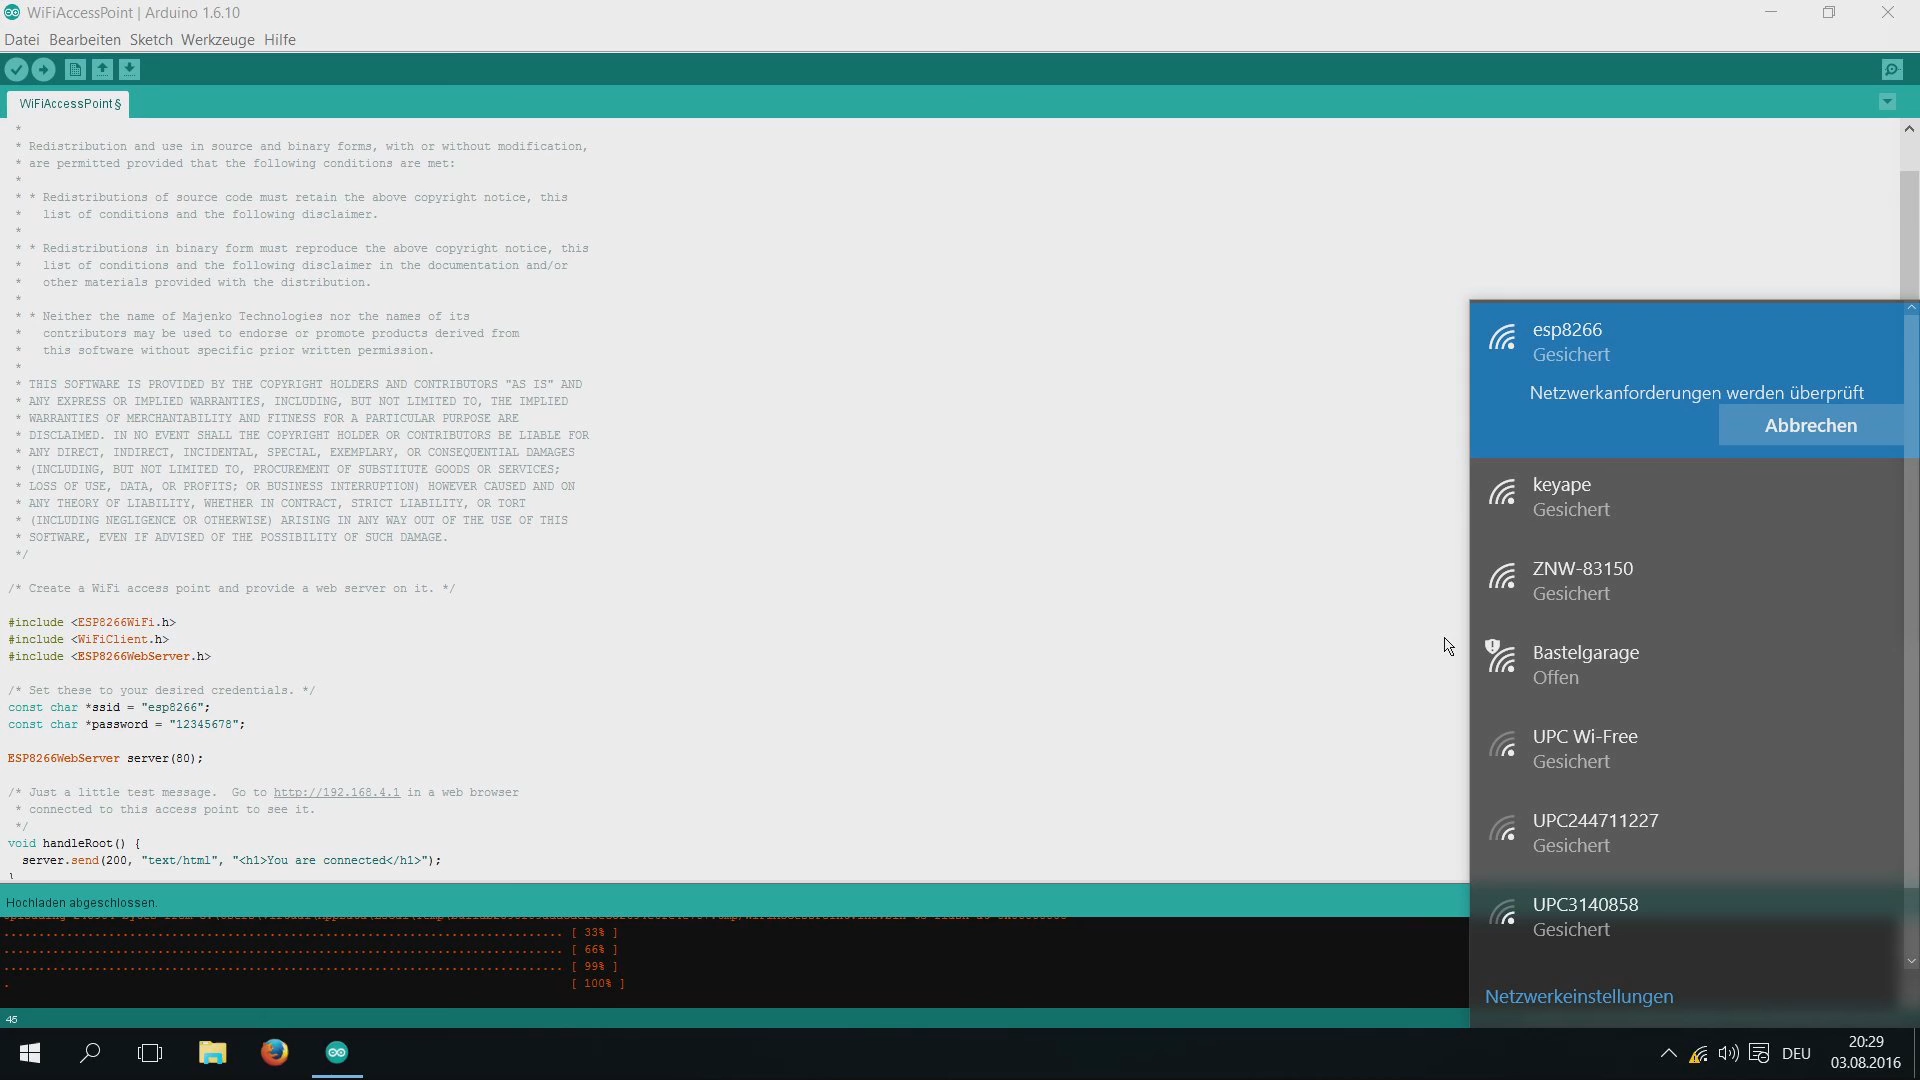 WiFiAccessPoint | Arduino 1.6.10
Datei Bearbeiten Sketch Werkzeuge Hilfe
WiFiAccessPoint §
*
* Redistribution and use in source and binary forms, with or without modification,
* are permitted provided that the following conditions are met:
*
* * Redistributions of source code must retain the above copyright notice, this
*   list of conditions and the following disclaimer.
*
* * Redistributions in binary form must reproduce the above copyright notice, this
*   list of conditions and the following disclaimer in the documentation and/or
*   other materials provided with the distribution.
*
* * Neither the name of Majenko Technologies nor the names of its
*   contributors may be used to endorse or promote products derived from
*   this software without specific prior written permission.
*
* THIS SOFTWARE IS PROVIDED BY THE COPYRIGHT HOLDERS AND CONTRIBUTORS "AS IS" AND
* ANY EXPRESS OR IMPLIED WARRANTIES, INCLUDING, BUT NOT LIMITED TO, THE IMPLIED
* WARRANTIES OF MERCHANTABILITY AND FITNESS FOR A PARTICULAR PURPOSE ARE
* DISCLAIMED. IN NO EVENT SHALL THE COPYRIGHT HOLDER OR CONTRIBUTORS BE LIABLE FOR
* ANY DIRECT, INDIRECT, INCIDENTAL, SPECIAL, EXEMPLARY, OR CONSEQUENTIAL DAMAGES
* (INCLUDING, BUT NOT LIMITED TO, PROCUREMENT OF SUBSTITUTE GOODS OR SERVICES;
* LOSS OF USE, DATA, OR PROFITS; OR BUSINESS INTERRUPTION) HOWEVER CAUSED AND ON
* ANY THEORY OF LIABILITY, WHETHER IN CONTRACT, STRICT LIABILITY, OR TORT
* (INCLUDING NEGLIGENCE OR OTHERWISE) ARISING IN ANY WAY OUT OF THE USE OF THIS
* SOFTWARE, EVEN IF ADVISED OF THE POSSIBILITY OF SUCH DAMAGE.
*/
/* Create a WiFi access point and provide a web server on it. */
#include <ESP8266WiFi.h>
#include <WiFiClient.h>
#include <ESP8266WebServer.h>
/* Set these to your desired credentials. */
const char *ssid = "esp8266";
const char *password = "12345678";
ESP8266WebServer server(80);
/* Just a little test message.  Go to http://192.168.4.1 in a web browser
* connected to this access point to see it.
*/
void handleRoot() {
server.send(200, "text/html", "<h1>You are connected</h1>");
Hochladen abgeschlossen.
................................................................................ [ 33% ]
................................................................................ [ 66% ]
................................................................................ [ 99% ]
. [ 100% ]
45
esp8266
Gesichert
Netzwerkanforderungen werden überprüft
Abbrechen
keyape
Gesichert
ZNW-83150
Gesichert
Bastelgarage
Offen
UPC Wi-Free
Gesichert
UPC244711227
Gesichert
UPC3140858
Gesichert
Netzwerkeinstellungen
DEU
20:29
03.08.2016